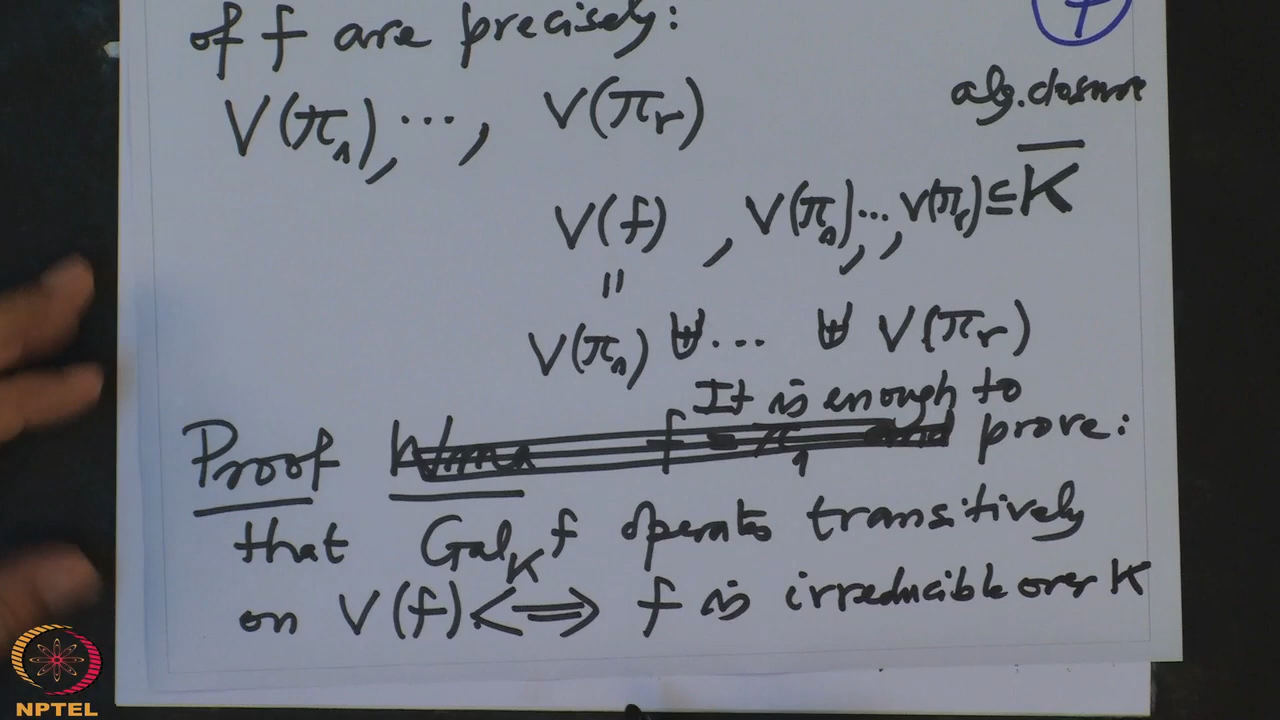 of f are precisely:
V(π₁), ..., V(πᵣ)
alg. closure
V(f), V(π₁), ..., V(πᵣ) ⊆ K̅
॥
V(π₁) ⊎ ... ⊎ V(πᵣ)
It is enough to
Proof prove:
that Gal_K f operates transitively
on V(f) <=> f is irreducible over K
NPTEL